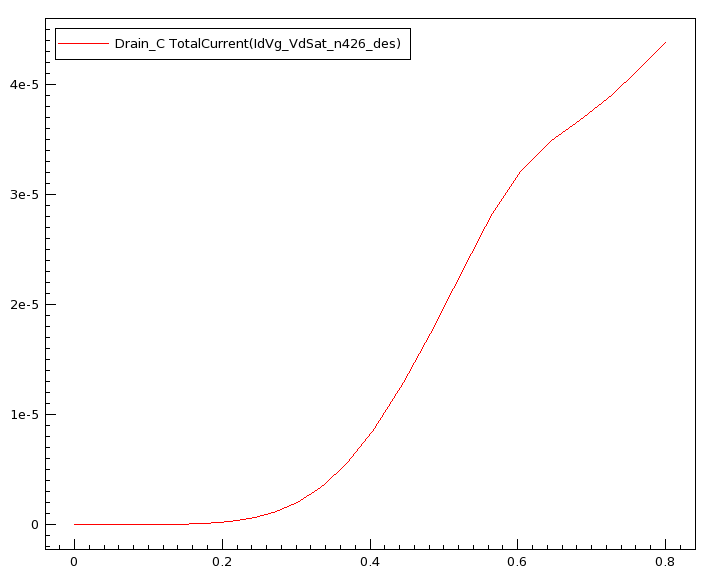 Drain_C TotalCurrent(IdVg_VdSat_n426_des)
4e-5
3e-5
2e-5
1e-5
0
0 0.2 0.4 0.6 0.8